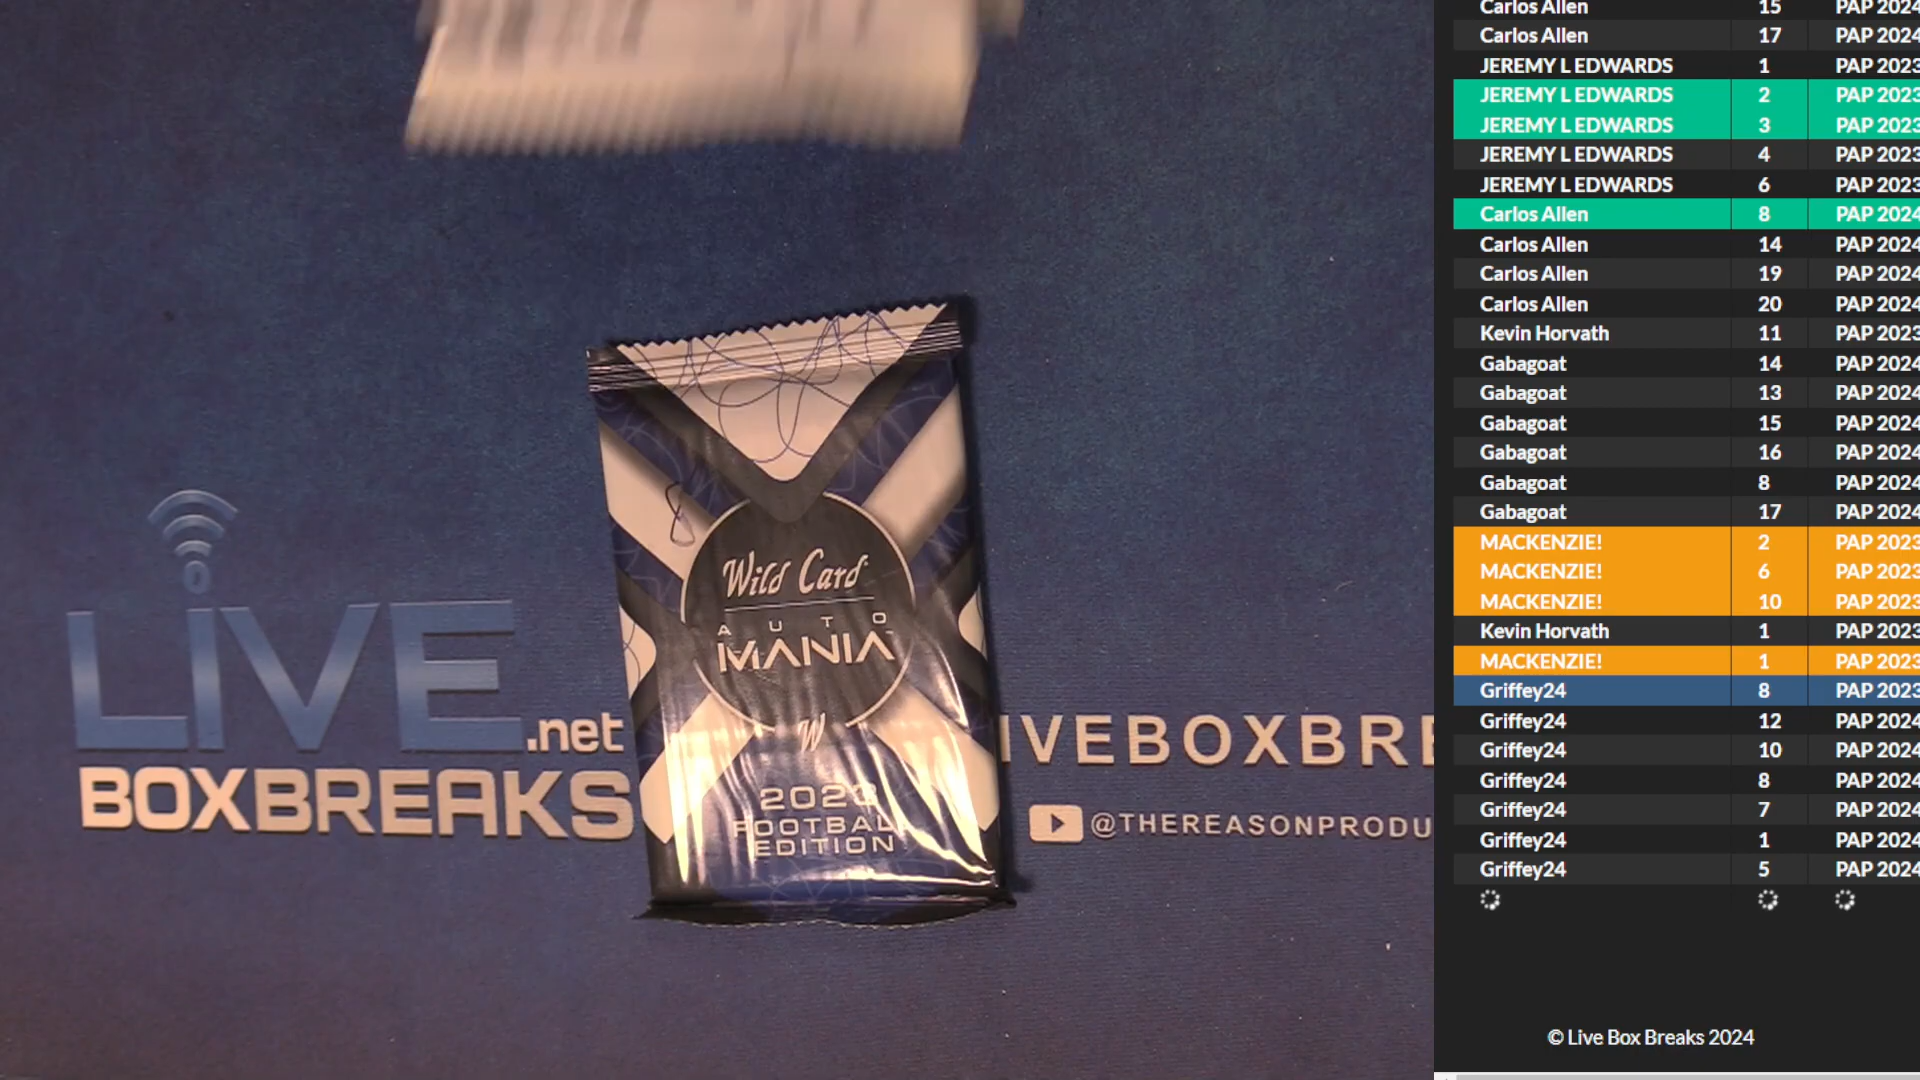 Wild Card
AUTO
MANIA
W
2023
FOOTBALL
EDITION
8
LIVE
.net
BOXBREAKS
IVEBOXBRE
@THEREASONPRODU
Carlos Allen 15 PAP 2024
Carlos Allen 17 PAP 2024
JEREMY L EDWARDS 1 PAP 2023
JEREMY L EDWARDS 2 PAP 2023
JEREMY L EDWARDS 3 PAP 2023
JEREMY L EDWARDS 4 PAP 2023
JEREMY L EDWARDS 6 PAP 2023
Carlos Allen 8 PAP 2024
Carlos Allen 14 PAP 2024
Carlos Allen 19 PAP 2024
Carlos Allen 20 PAP 2024
Kevin Horvath 11 PAP 2023
Gabagoat 14 PAP 2024
Gabagoat 13 PAP 2024
Gabagoat 15 PAP 2024
Gabagoat 16 PAP 2024
Gabagoat 8 PAP 2024
Gabagoat 17 PAP 2024
MACKENZIE! 2 PAP 2023
MACKENZIE! 6 PAP 2023
MACKENZIE! 10 PAP 2023
Kevin Horvath 1 PAP 2023
MACKENZIE! 1 PAP 2023
Griffey24 8 PAP 2023
Griffey24 12 PAP 2024
Griffey24 10 PAP 2024
Griffey24 8 PAP 2024
Griffey24 7 PAP 2024
Griffey24 1 PAP 2024
Griffey24 5 PAP 2024
© Live Box Breaks 2024